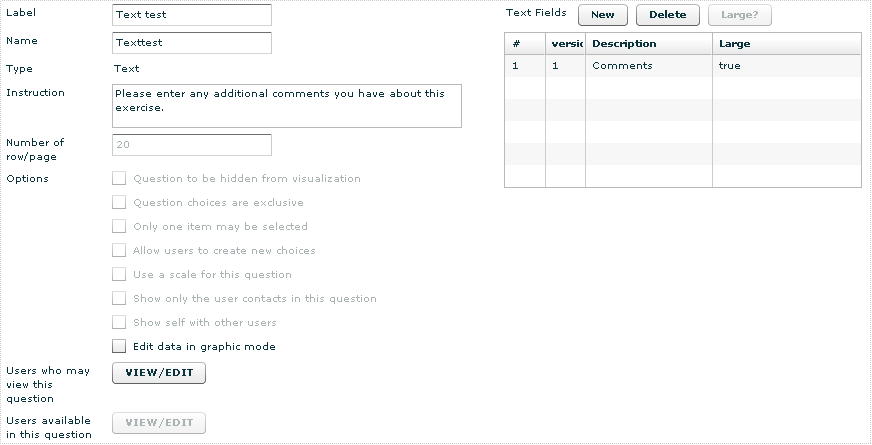 Label Text test
Name Texttest
Type Text
Instruction Please enter any additional comments you have about this
exercise.
Number of
row/page 20
Options Question to be hidden from visualization
Question choices are exclusive
Only one item may be selected
Allow users to create new choices
Use a scale for this question
Show only the user contacts in this question
Show self with other users
Edit data in graphic mode
Users who may
view this
question VIEW/EDIT
Users available
in this question VIEW/EDIT
Text Fields New Delete Large?
# versic Description Large
1 1 Comments true